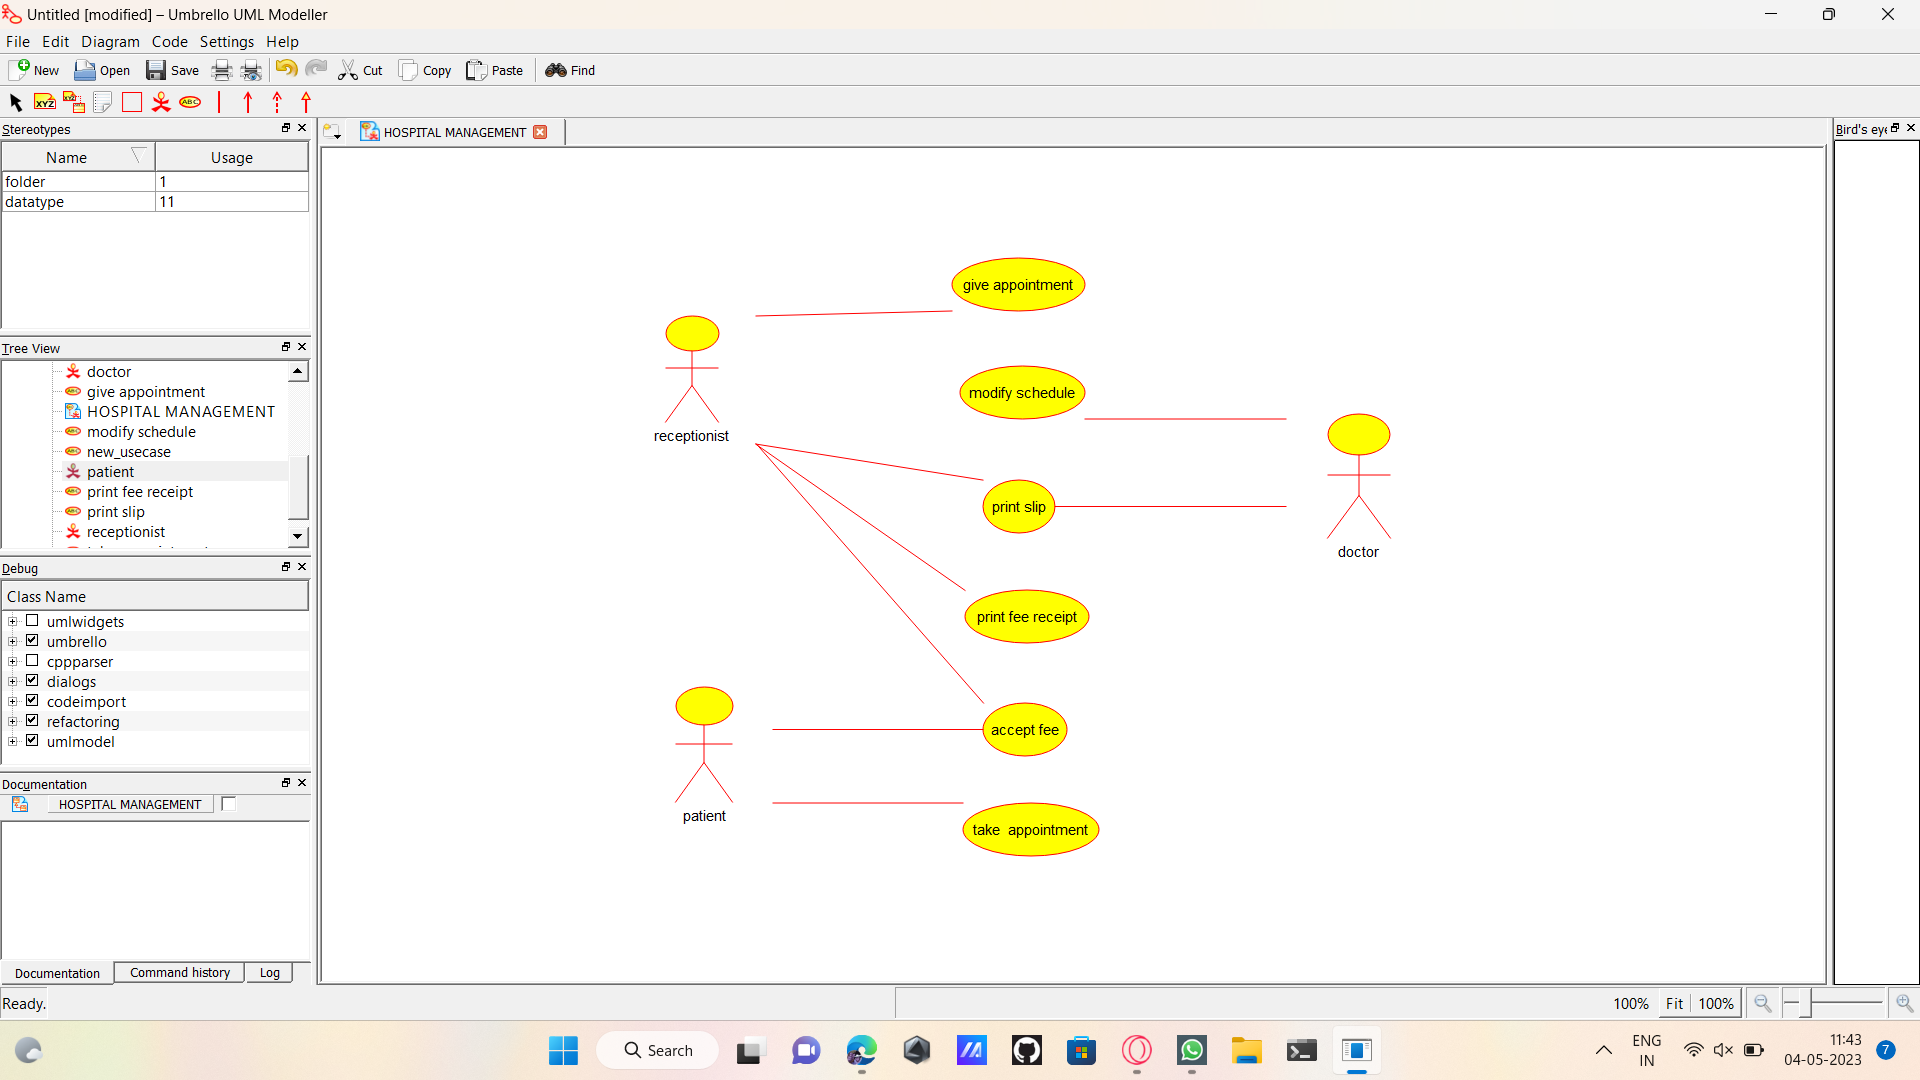 Untitled [modified] – Umbrello UML Modeller
File Edit Diagram Code Settings Help
New Open Save Cut Copy Paste Find
XYZ ABC
Stereotypes
Name Usage
folder 1
datatype 11
Tree View
doctor
give appointment
HOSPITAL MANAGEMENT
modify schedule
new_usecase
patient
print fee receipt
print slip
receptionist
Debug
Class Name
umlwidgets
umbrello
cppparser
dialogs
codeimport
refactoring
umlmodel
Documentation
HOSPITAL MANAGEMENT
Documentation Command history Log
Ready.
HOSPITAL MANAGEMENT
give appointment
modify schedule
receptionist
print slip
doctor
print fee receipt
accept fee
patient
take  appointment
Bird's eye
100% Fit 100%
Search
ENG
IN
11:43
04-05-2023
7